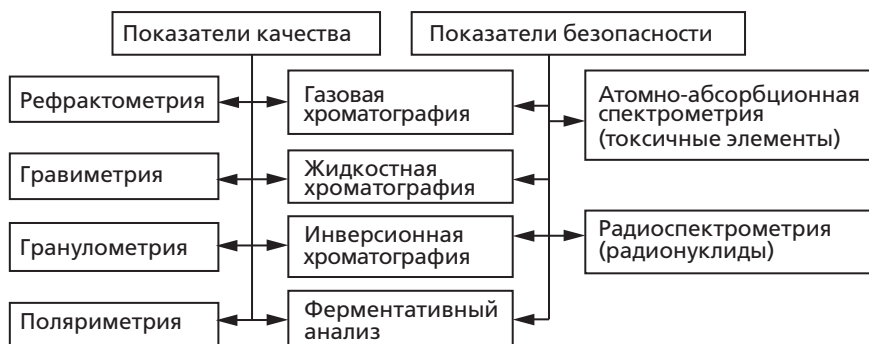 Показатели качества
Показатели безопасности
Рефрактометрия
Газовая
хроматография
Атомно-абсорбционная
спектрометрия
(токсичные элементы)
Гравиметрия
Жидкостная
хроматография
Гранулометрия
Инверсионная
хроматография
Радиоспектрометрия
(радионуклиды)
Поляриметрия
Ферментативный
анализ